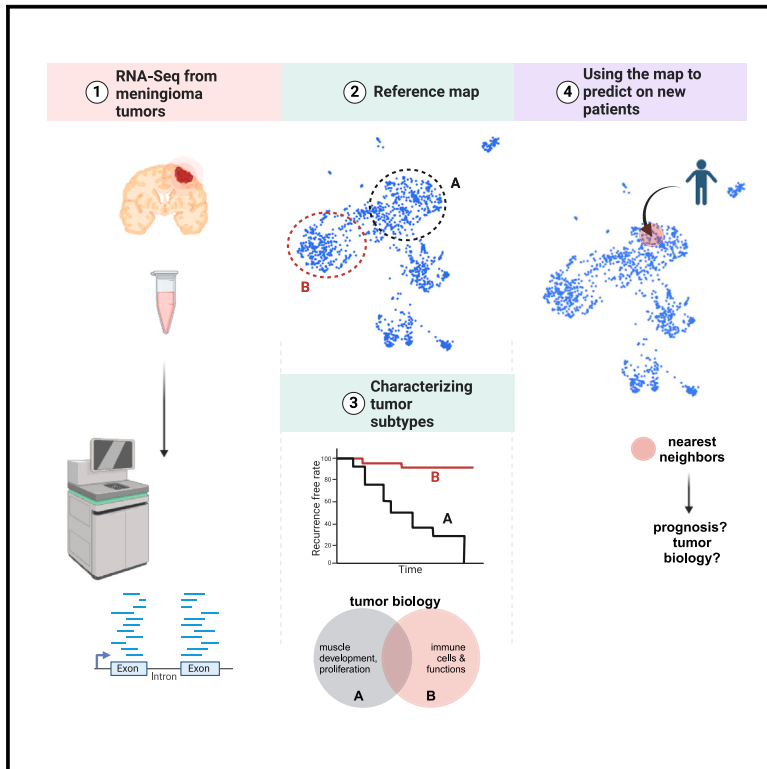 1
RNA-Seq from
meningioma
tumors
2
Reference map
4
Using the map to
predict on new
patients
A
B
3
Characterizing
tumor
subtypes
Recurrence free rate
100
80
60
40
20
0
B
A
Time
nearest
neighbors
prognosis?
tumor
biology?
tumor biology
muscle
development,
proliferation
A
immune
cells &
functions
B
Exon
Intron
Exon